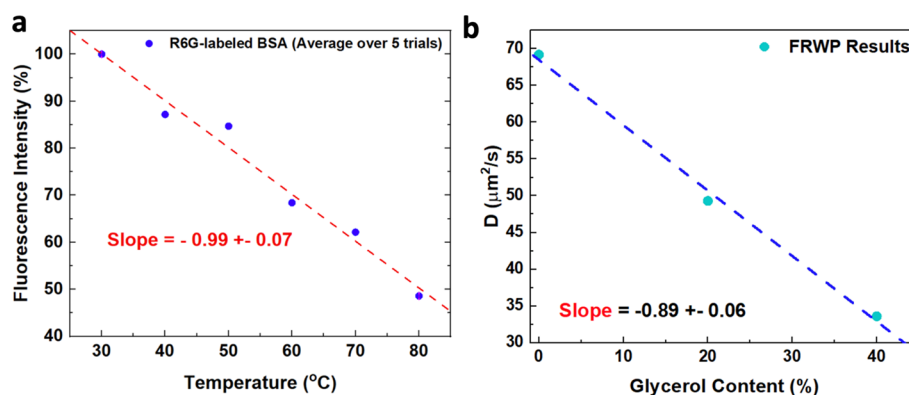 a
R6G-labeled BSA (Average over 5 trials)
Fluorescence Intensity (%)
100
90
80
70
60
50
40
Slope = - 0.99 +- 0.07
30 40 50 60 70 80
Temperature (°C)
b
FRWP Results
D (μm²/s)
70
65
60
55
50
45
40
35
30
Slope = -0.89 +- 0.06
0 10 20 30 40
Glycerol Content (%)